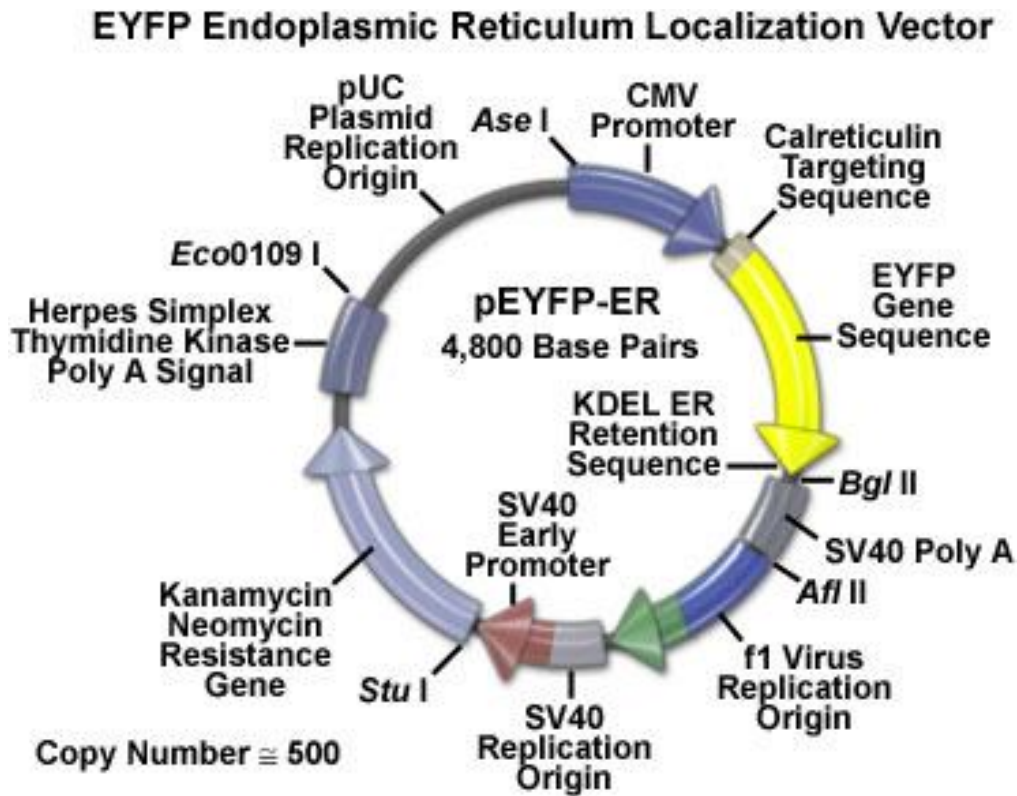 EYFP Endoplasmic Reticulum Localization Vector
pUC
Plasmid
Replication
Origin
Ase I
CMV
Promoter
Calreticulin
Targeting
Sequence
Eco0109 I
Herpes Simplex
Thymidine Kinase
Poly A Signal
pEYFP-ER
4,800 Base Pairs
EYFP
Gene
Sequence
KDEL ER
Retention
Sequence
Bgl II
SV40 Poly A
Afl II
SV40
Early
Promoter
Kanamycin
Neomycin
Resistance
Gene
Stu I
f1 Virus
Replication
Origin
SV40
Replication
Origin
Copy Number ≅ 500